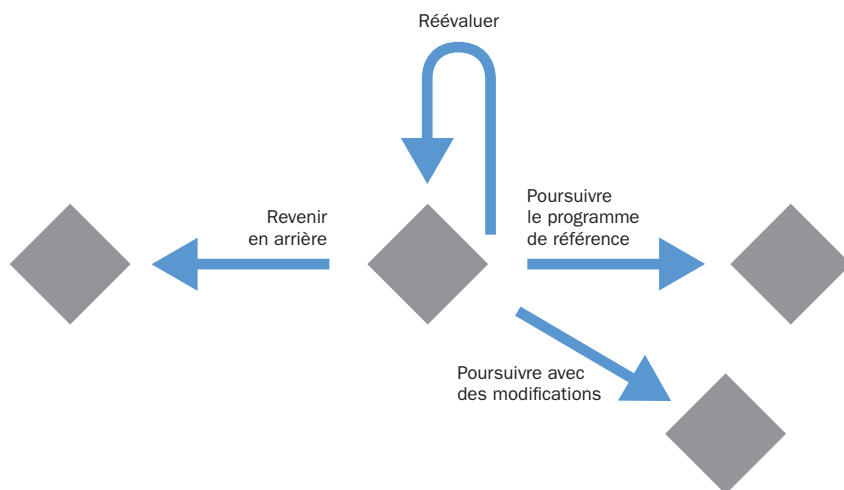 Réévaluer
Revenir
en arrière
Poursuivre
le programme
de référence
Poursuivre avec
des modifications